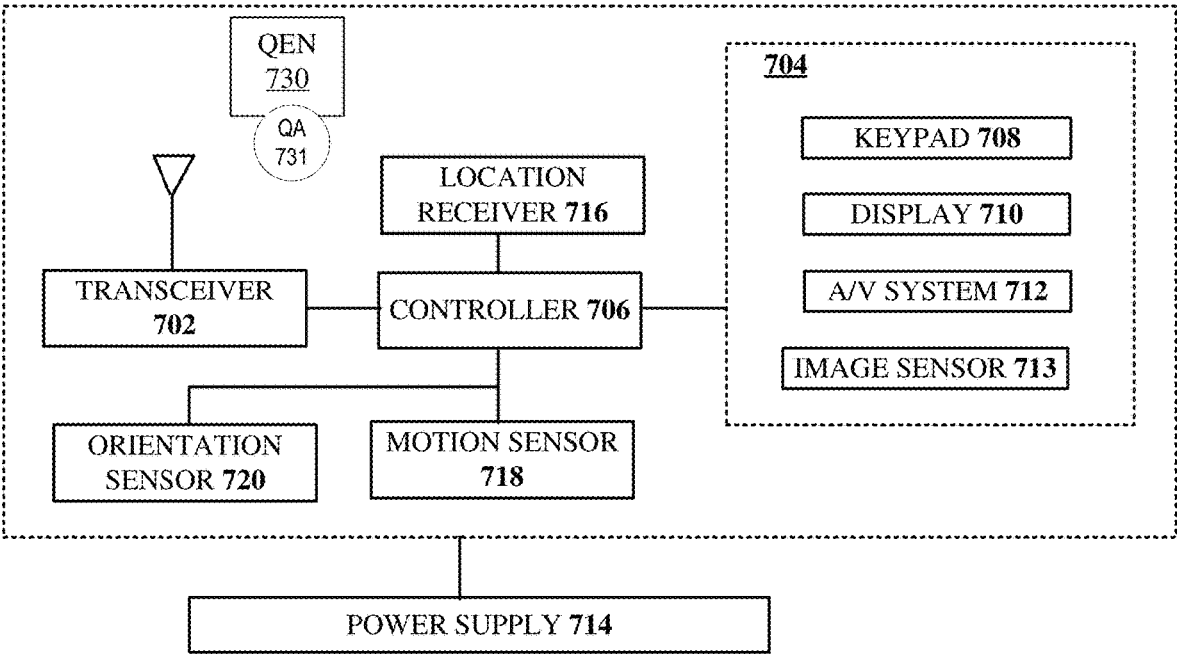 QEN
730
QA
731
704
KEYPAD 708
DISPLAY 710
A/V SYSTEM 712
IMAGE SENSOR 713
LOCATION
RECEIVER 716
TRANSCEIVER
702
CONTROLLER 706
ORIENTATION
SENSOR 720
MOTION SENSOR
718
POWER SUPPLY 714